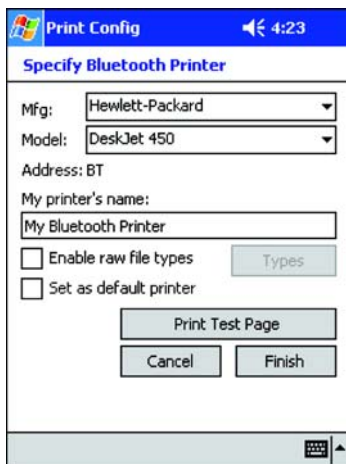 Print Config 4:23
Specify Bluetooth Printer
Mfg: Hewlett-Packard
Model: DeskJet 450
Address: BT
My printer's name:
My Bluetooth Printer
Enable raw file types Types
Set as default printer
Print Test Page
Cancel Finish